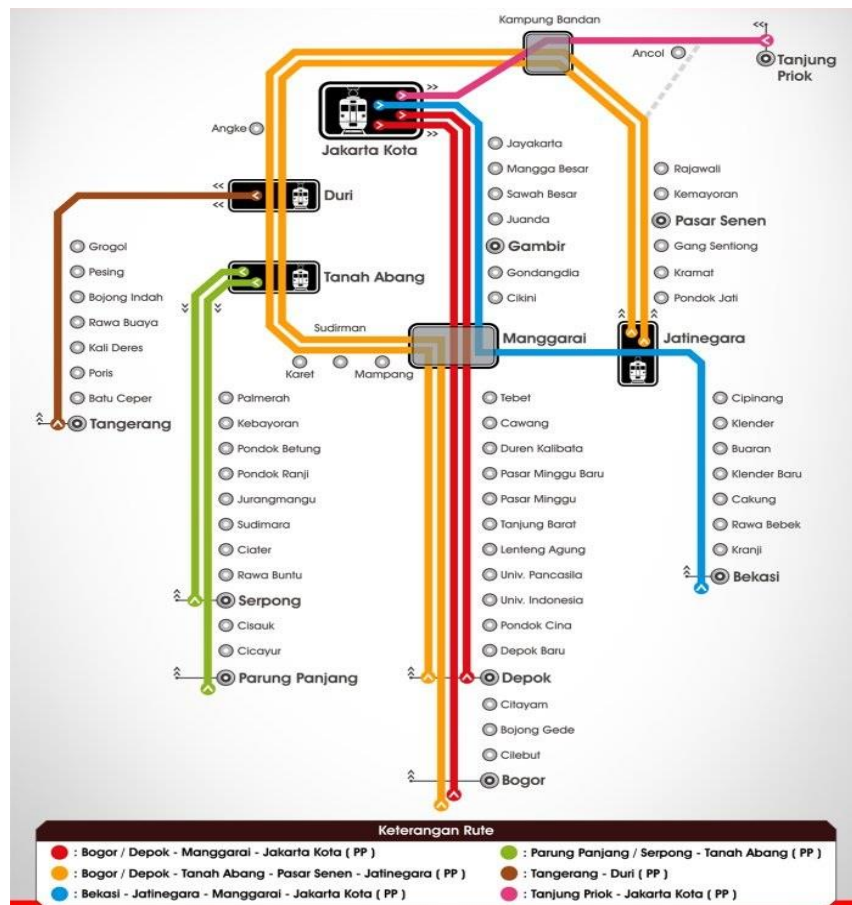 Kampung Bandan
<<<
Ancol
Tanjung
Priok
>>
Jakarta Kota
>>
Angke
<<
Duri
<<
Tanah Abang
Sudirman
Karet
Mampang
Manggarai
Jatinegara
Jayakarta
Mangga Besar
Sawah Besar
Juanda
Gambir
Gondangdia
Cikini
Rajawali
Kemayoran
Pasar Senen
Gang Sentiong
Kramat
Pondok Jati
Grogol
Pesing
Bojong Indah
Rawa Buaya
Kali Deres
Poris
Batu Ceper
Tangerang
Palmerah
Kebayoran
Pondok Betung
Pondok Ranji
Jurangmangu
Sudimara
Ciater
Rawa Buntu
Serpong
Cisauk
Cicayur
Parung Panjang
Tebet
Cawang
Duren Kalibata
Pasar Minggu Baru
Pasar Minggu
Tanjung Barat
Lenteng Agung
Univ. Pancasila
Univ. Indonesia
Pondok Cina
Depok Baru
Depok
Citayam
Bojong Gede
Cilebut
Bogor
Cipinang
Klender
Buaran
Klender Baru
Cakung
Rawa Bebek
Kranji
Bekasi
Keterangan Rute
: Bogor / Depok - Manggarai - Jakarta Kota ( PP )
: Bogor / Depok - Tanah Abang - Pasar Senen - Jatinegara ( PP )
: Bekasi - Jatinegara - Manggarai - Jakarta Kota ( PP )
: Parung Panjang / Serpong - Tanah Abang ( PP )
: Tangerang - Duri ( PP )
: Tanjung Priok - Jakarta Kota ( PP )